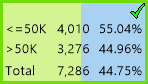 <=50K 4,010 55.04%
>50K 3,276 44.96%
Total 7,286 44.75%